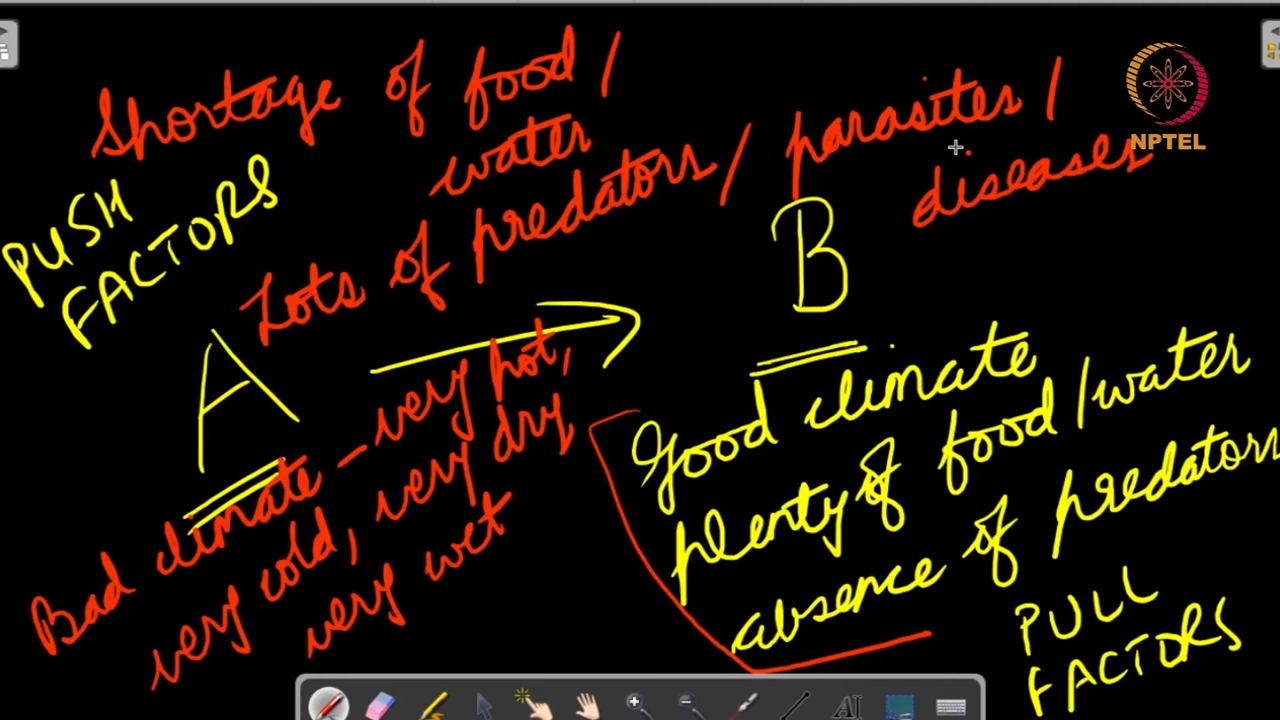 Shortage of food /
water
Lots of predators / parasites /
diseases
NPTEL
PUSH
FACTORS
A
B
Bad climate - very hot,
very cold, very dry
very wet
Good climate
plenty of food / water
absence of predators
PULL
FACTORS
AI